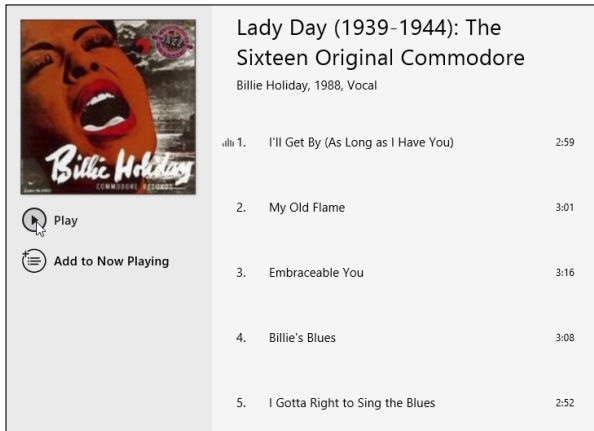 Lady Day (1939-1944): The
Sixteen Original Commodore
Billie Holiday, 1988, Vocal
JAZZ
Billie Holiday
COMMODORE RECORDS
Play
Add to Now Playing
1. I'll Get By (As Long as I Have You) 2:59
2. My Old Flame 3:01
3. Embraceable You 3:16
4. Billie's Blues 3:08
5. I Gotta Right to Sing the Blues 2:52